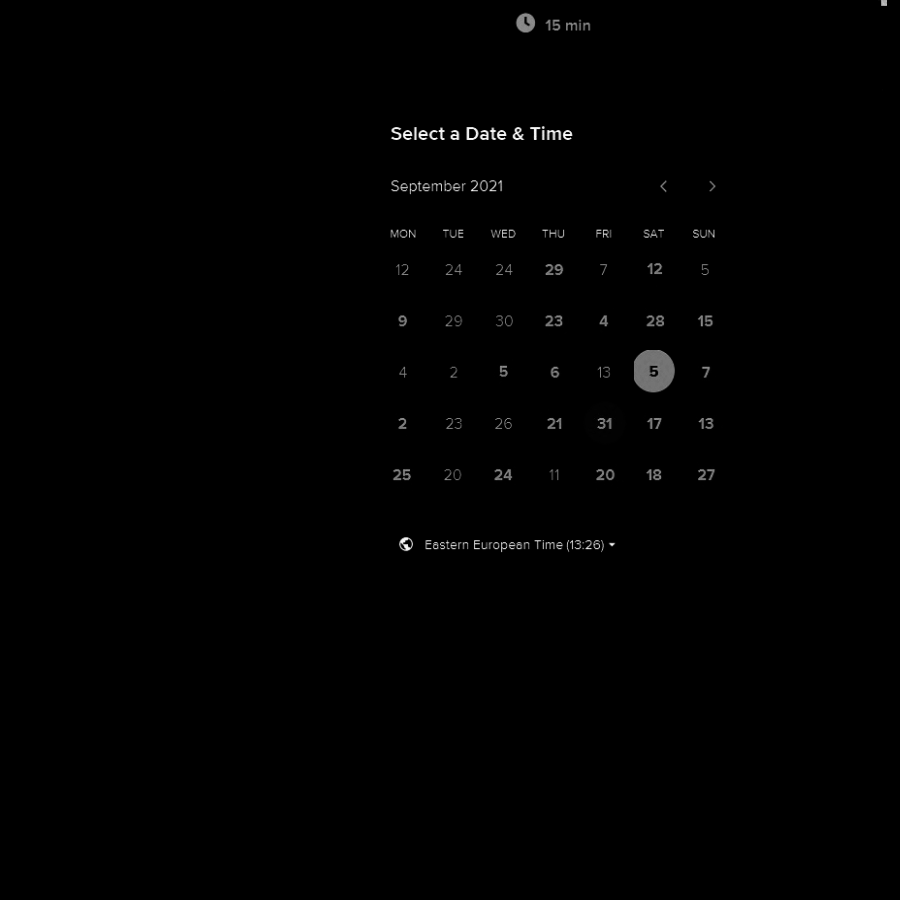 15 min
Select a Date & Time
September 2021
MON TUE WED THU FRI SAT SUN
12 24 24 29 7 12 5
9 29 30 23 4 28 15
4 2 5 6 13 5 7
2 23 26 21 31 17 13
25 20 24 11 20 18 27
Eastern European Time (13:26)